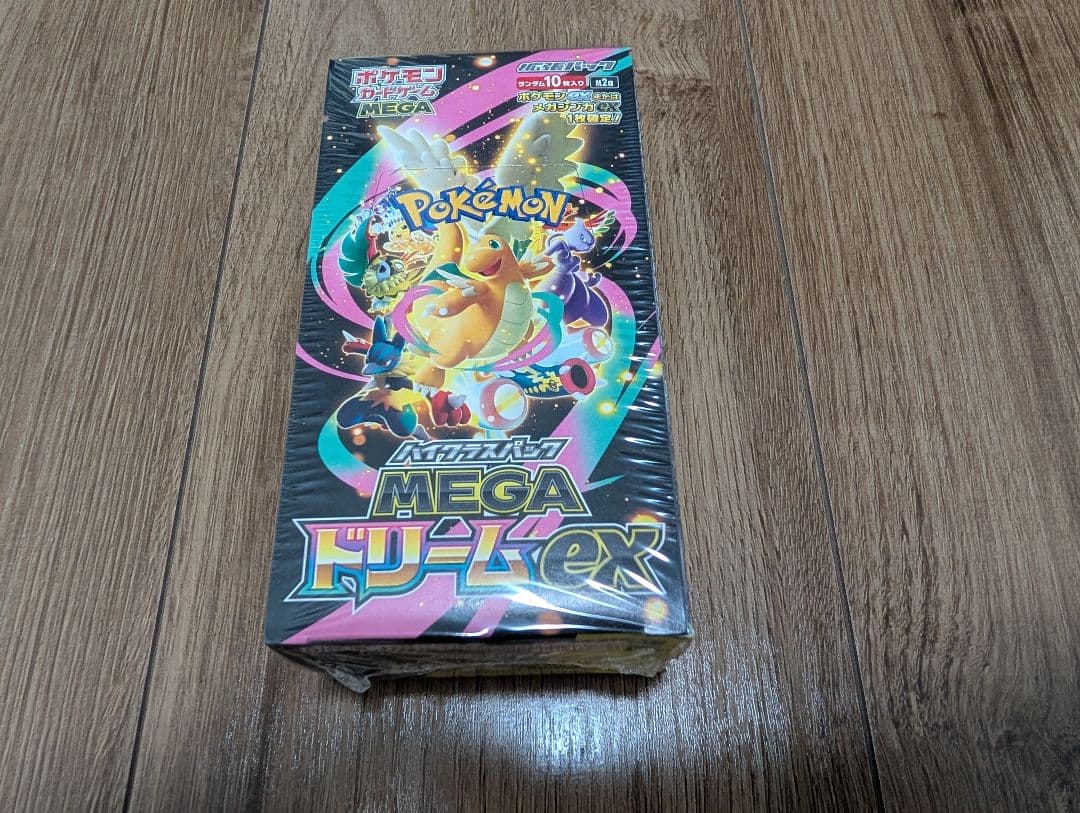 ポケモン
カードゲーム
MEGA
拡張パック
ランダム10枚入り
M2a
ポケモンexまたは
メガシンカex
1枚確定!
POKéMON
ハイクラスパック
MEGA
ドリームex